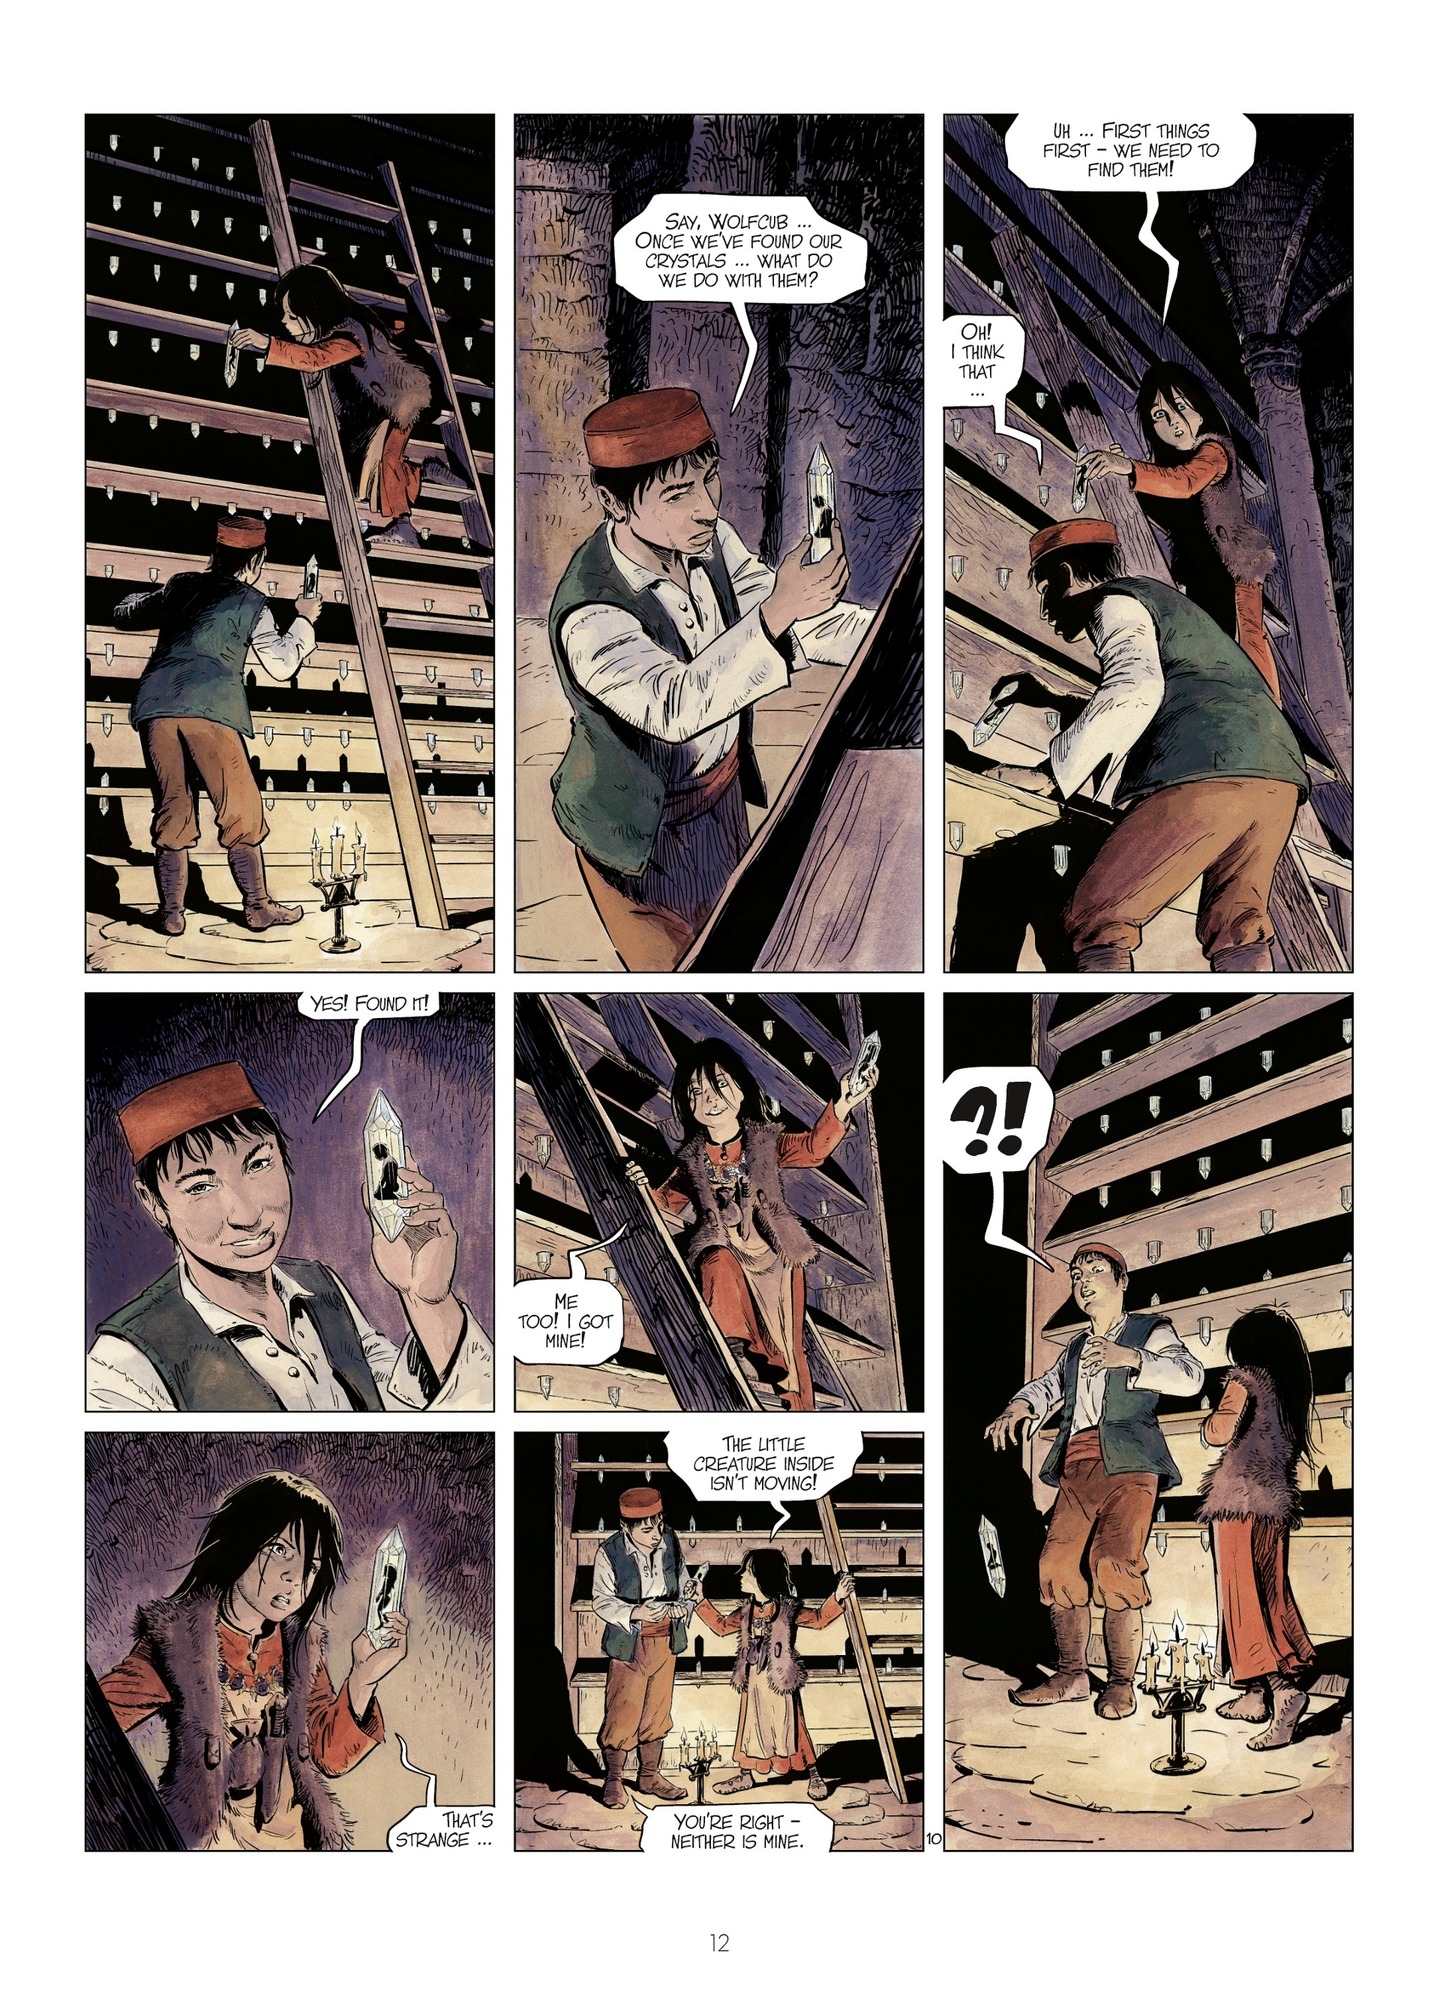 SAY, WOLFCUB ...
ONCE WE'VE FOUND OUR
CRYSTALS ... WHAT DO
WE DO WITH THEM?
UH ... FIRST THINGS
FIRST – WE NEED TO
FIND THEM!
OH!
I THINK
THAT
...
YES! FOUND IT!
ME
TOO! I GOT
MINE!
THAT'S
STRANGE ...
THE LITTLE
CREATURE INSIDE
ISN'T MOVING!
YOU'RE RIGHT –
NEITHER IS MINE.
?!
10
12